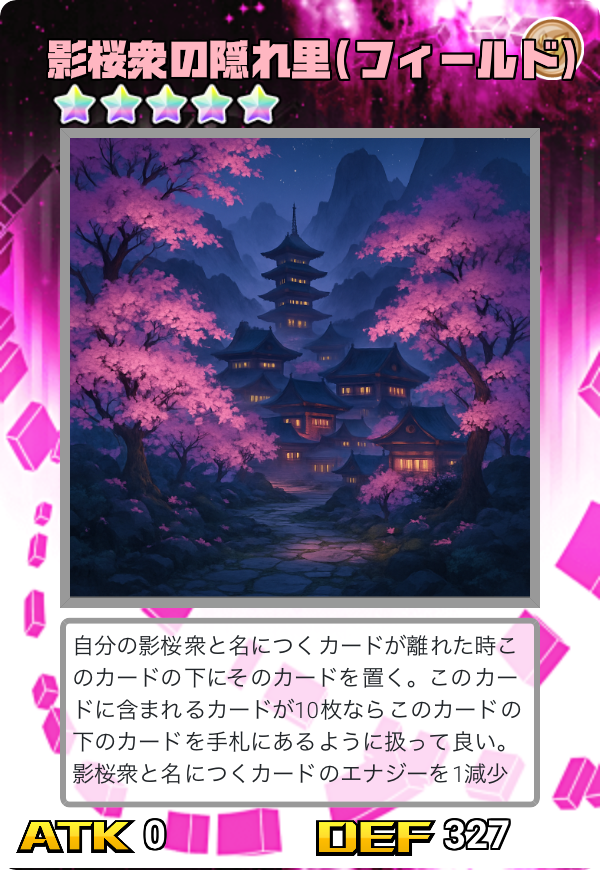 影桜衆の隠れ里(フィールド)
自分の影桜衆と名につくカードが離れた時こ
のカードの下にそのカードを置く。このカー
ドに含まれるカードが10枚ならこのカードの
下のカードを手札にあるように扱って良い。
影桜衆と名につくカードのエナジーを1減少
ATK 0 DEF 327